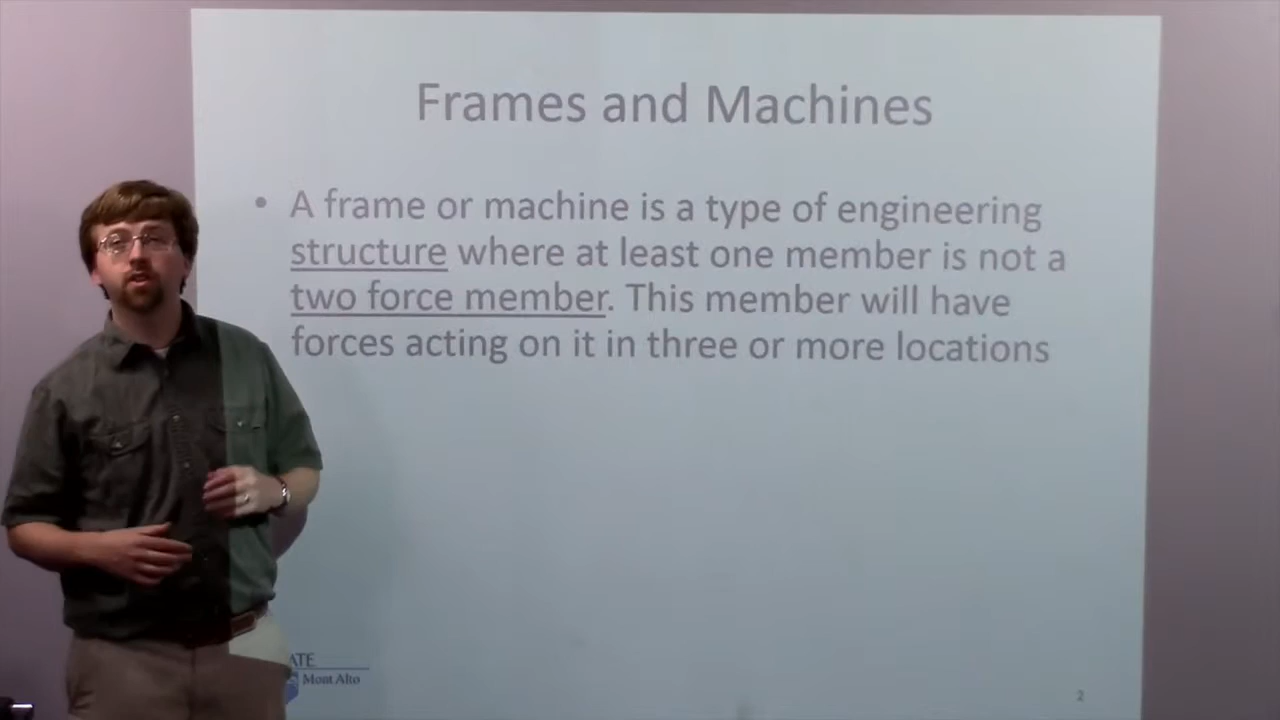 Frames and Machines
• A frame or machine is a type of engineering
structure where at least one member is not a
two force member. This member will have
forces acting on it in three or more locations
ATE
Mont Alto
2